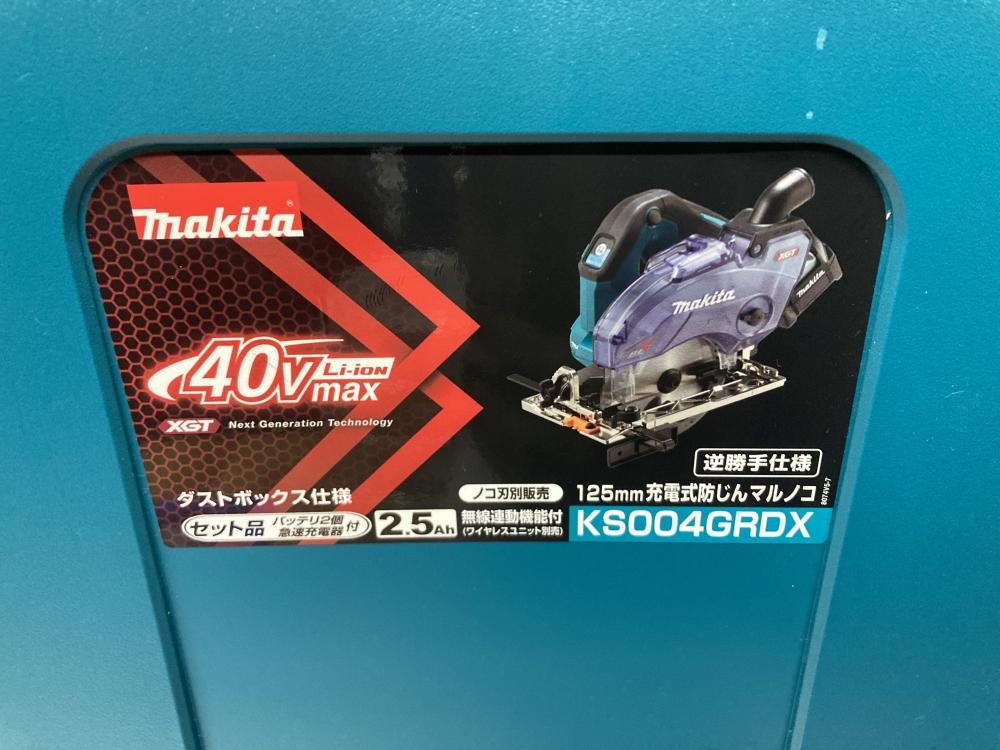 makita
®
40Vmax Li-ion
XGT Next Generation Technology
XGT
makita
makita
逆勝手仕様
ダストボックス仕様
ノコ刃別販売
125mm充電式防じんマルノコ
セット品 バッテリ2個 急速充電器 付
2.5Ah
無線連動機能付
(ワイヤレスユニット別売)
KS004GRDX
8074V5-7